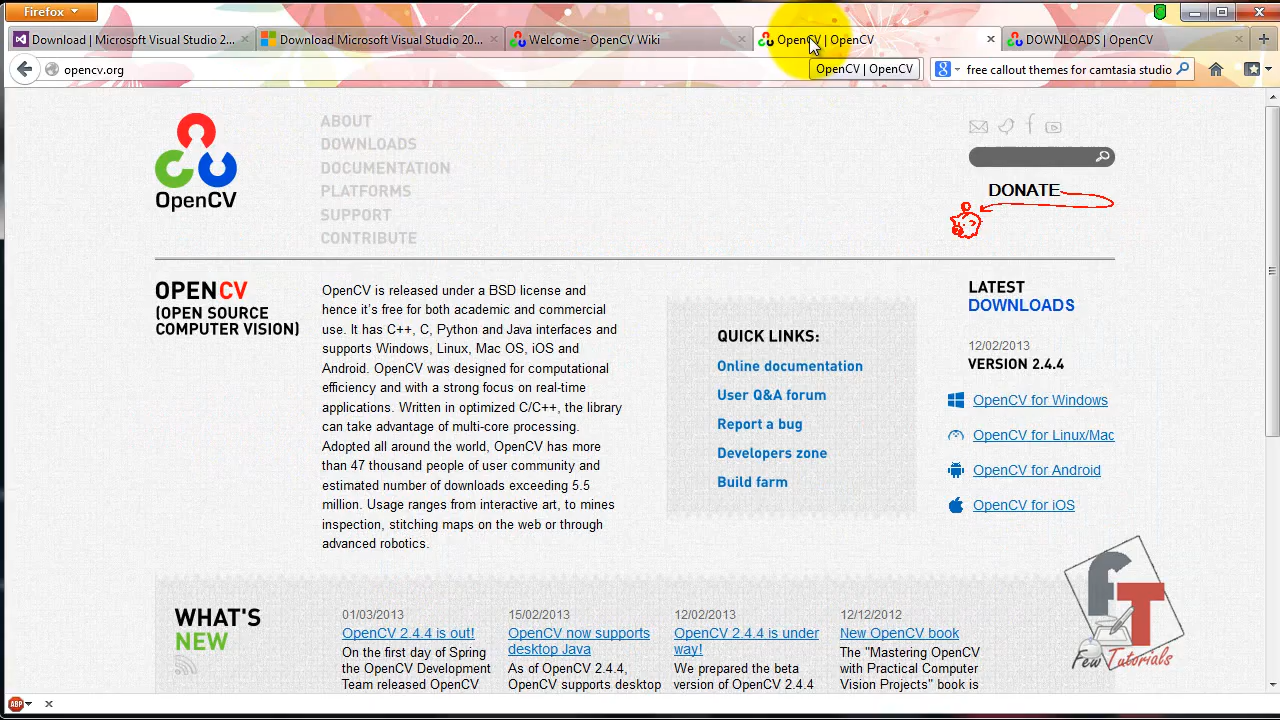 Firefox
Download | Microsoft Visual Studio 2...
Download Microsoft Visual Studio 20...
Welcome - OpenCV Wiki
OpenCV | OpenCV
DOWNLOADS | OpenCV
opencv.org
OpenCV | OpenCV
free callout themes for camtasia studio
OpenCV
ABOUT
DOWNLOADS
DOCUMENTATION
PLATFORMS
SUPPORT
CONTRIBUTE
DONATE
OPENCV
(OPEN SOURCE
COMPUTER VISION)
OpenCV is released under a BSD license and
hence it's free for both academic and commercial
use. It has C++, C, Python and Java interfaces and
supports Windows, Linux, Mac OS, iOS and
Android. OpenCV was designed for computational
efficiency and with a strong focus on real-time
applications. Written in optimized C/C++, the library
can take advantage of multi-core processing.
Adopted all around the world, OpenCV has more
than 47 thousand people of user community and
estimated number of downloads exceeding 5.5
million. Usage ranges from interactive art, to mines
inspection, stitching maps on the web or through
advanced robotics.
QUICK LINKS:
Online documentation
User Q&A forum
Report a bug
Developers zone
Build farm
LATEST
DOWNLOADS
12/02/2013
VERSION 2.4.4
OpenCV for Windows
OpenCV for Linux/Mac
OpenCV for Android
OpenCV for iOS
WHAT'S
NEW
01/03/2013
OpenCV 2.4.4 is out!
On the first day of Spring
the OpenCV Development
Team released OpenCV
15/02/2013
OpenCV now supports
desktop Java
As of OpenCV 2.4.4,
OpenCV supports desktop
12/02/2013
OpenCV 2.4.4 is under
way!
We prepared the beta
version of OpenCV 2.4.4
12/12/2012
New OpenCV book
The "Mastering OpenCV
with Practical Computer
Vision Projects" book is
FT
Few Tutorials
ABP